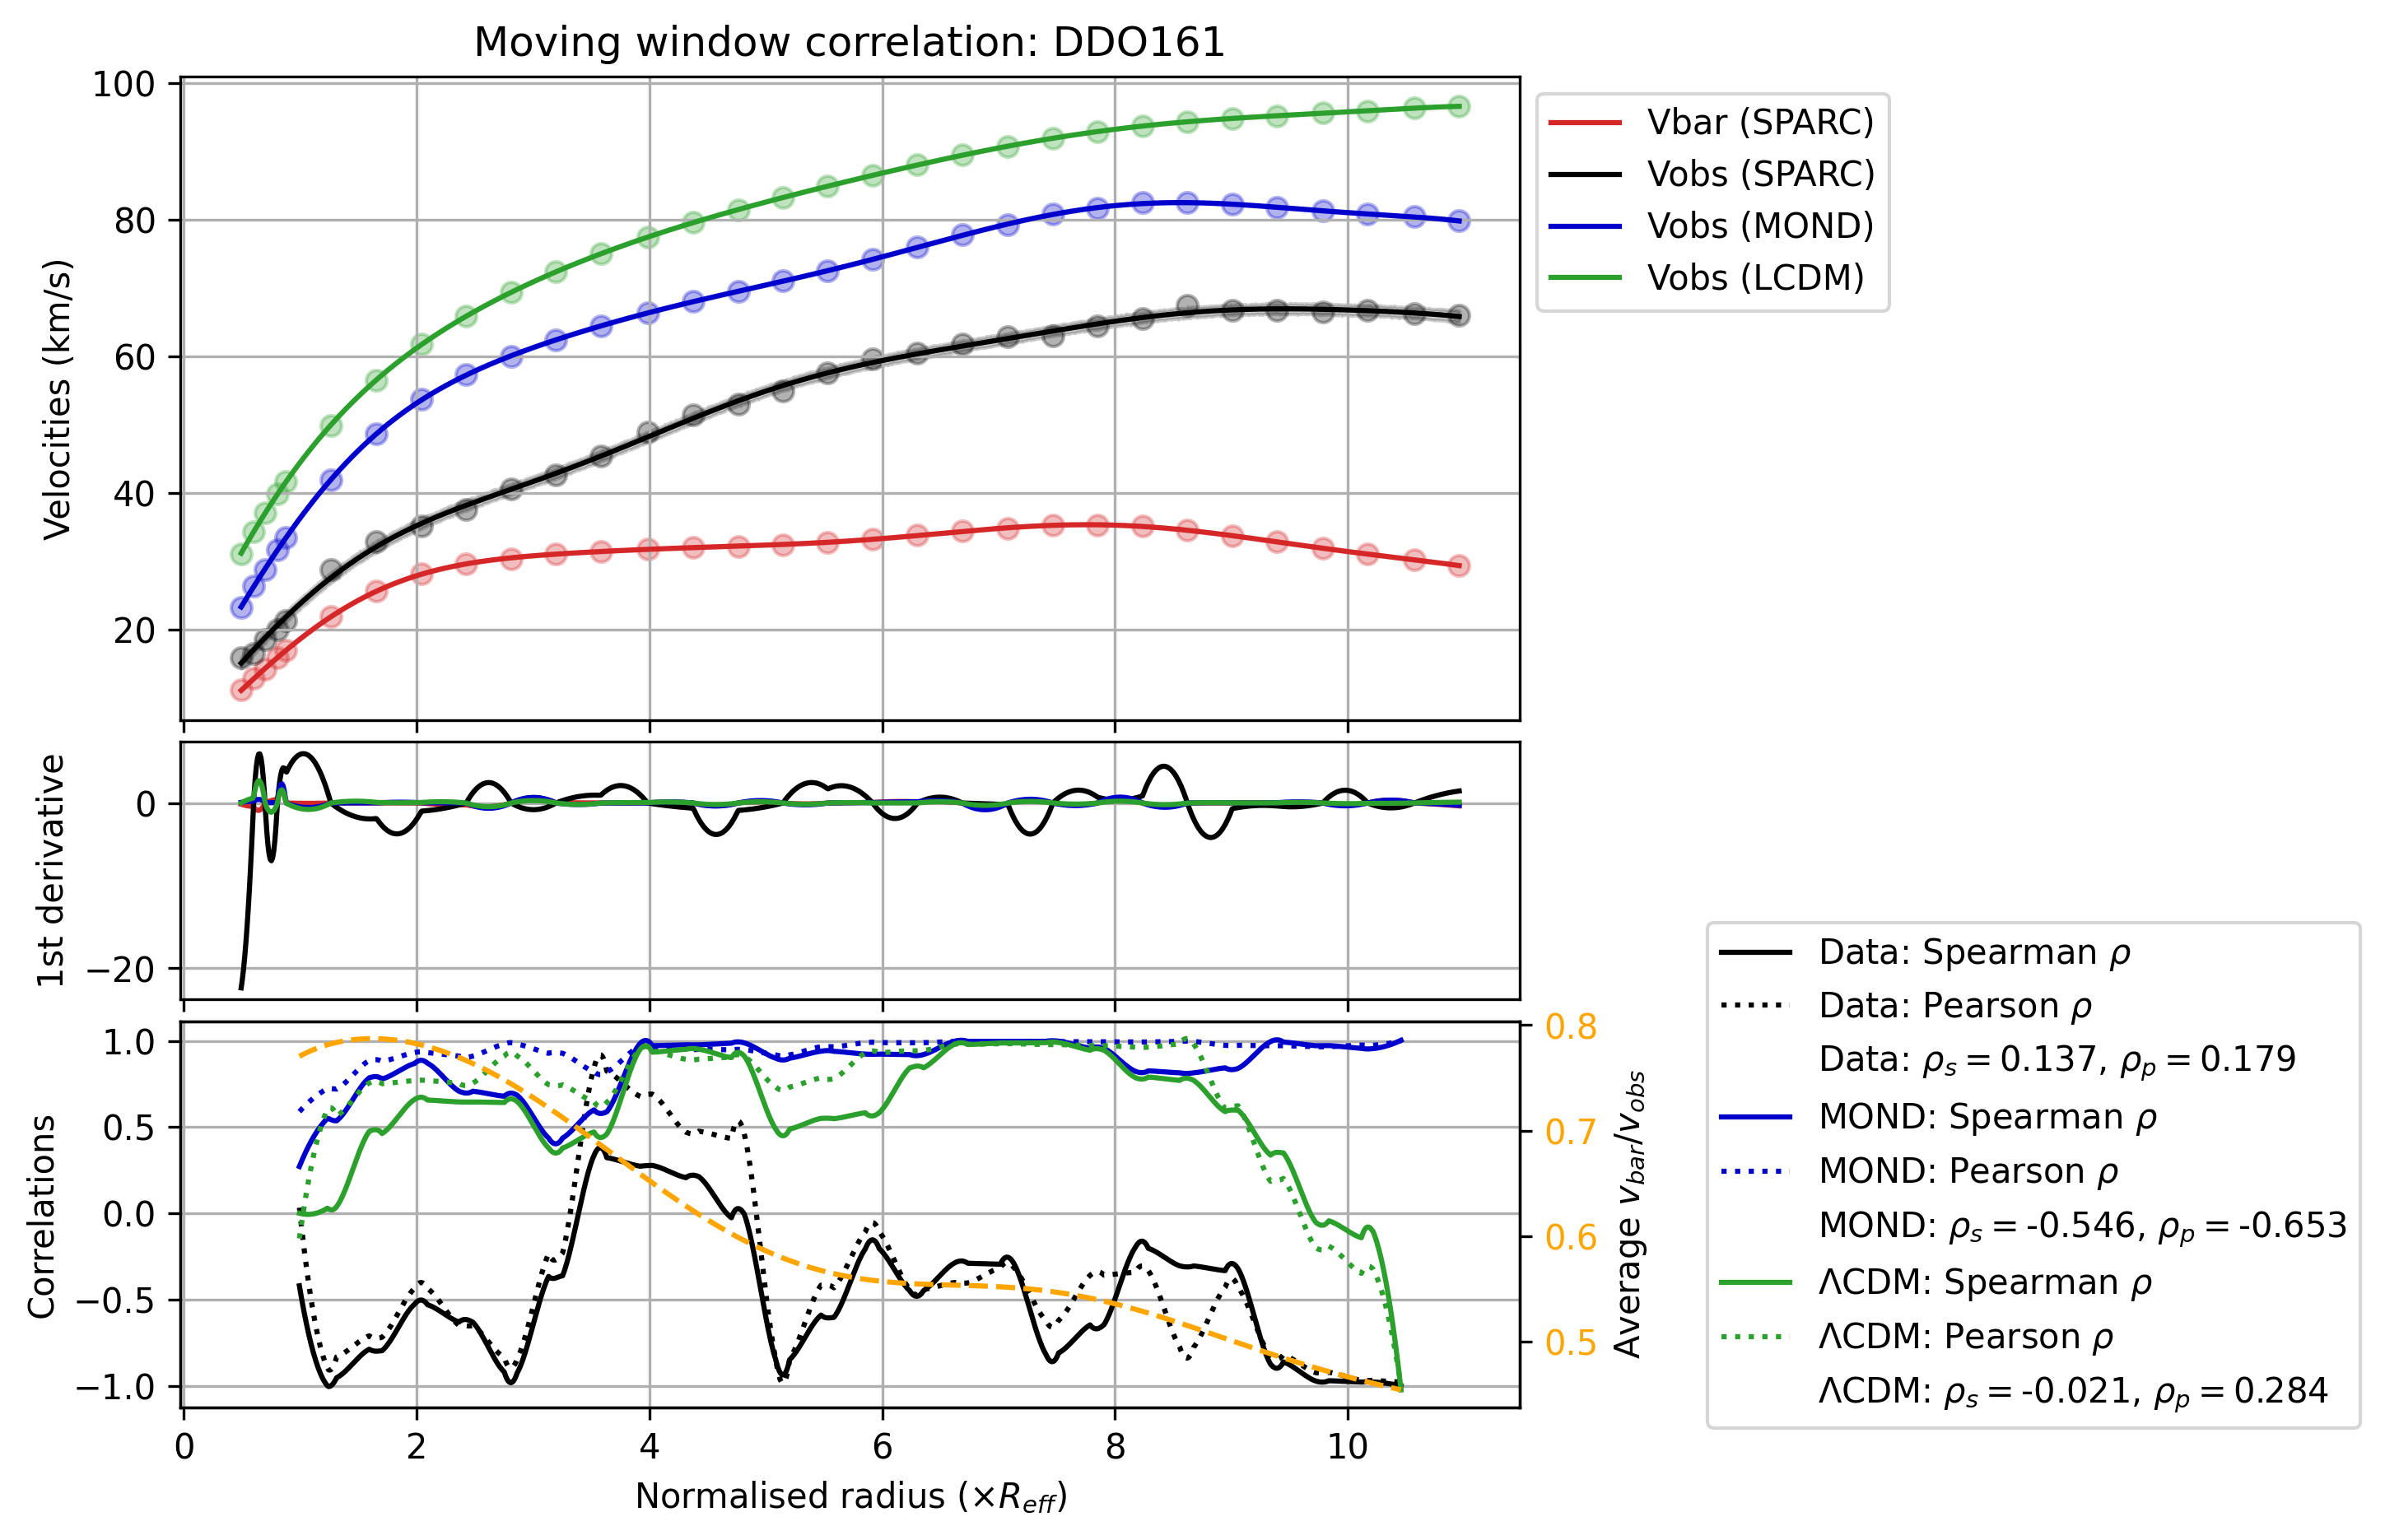 Moving window correlation: DDO161
100
80
60
40
20
Velocities (km/s)
Vbar (SPARC)
Vobs (SPARC)
Vobs (MOND)
Vobs (LCDM)
0
−20
1st derivative
1.0
0.5
0.0
−0.5
−1.0
Correlations
0.8
0.7
0.6
0.5
Average v_bar/v_obs
Data: Spearman ρ
Data: Pearson ρ
Data: ρ_s = 0.137, ρ_p = 0.179
MOND: Spearman ρ
MOND: Pearson ρ
MOND: ρ_s = -0.546, ρ_p = -0.653
ΛCDM: Spearman ρ
ΛCDM: Pearson ρ
ΛCDM: ρ_s = -0.021, ρ_p = 0.284
0 2 4 6 8 10
Normalised radius (×R_eff)